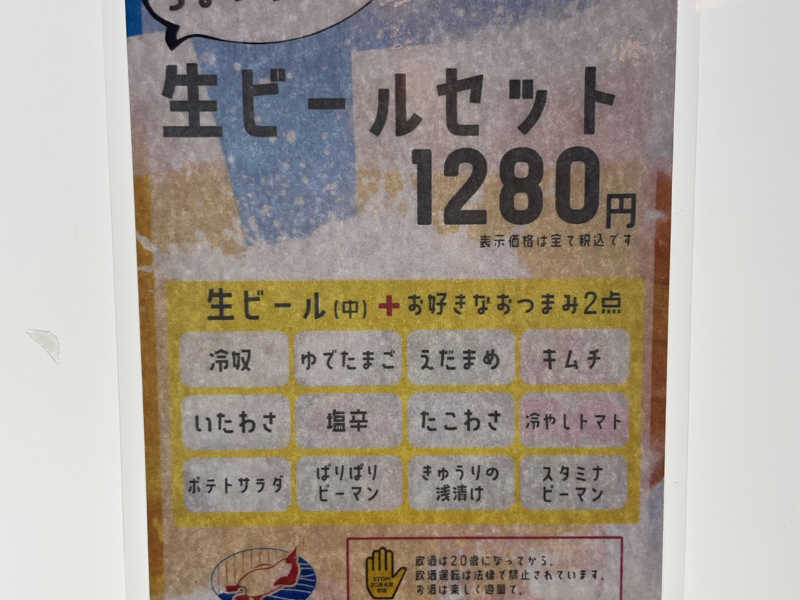 生ビールセット
1280円
表示価格は全て税込です
生ビール(中)+お好きなおつまみ2点
冷奴 ゆでたまご えだまめ キムチ
いたわさ 塩辛 たこわさ 冷やしトマト
ポテトサラダ ぱりぱりピーマン きゅうりの浅漬け スタミナピーマン
飲酒は20歳になってから。
飲酒運転は法律で禁止されています。
お酒は楽しく適量で。